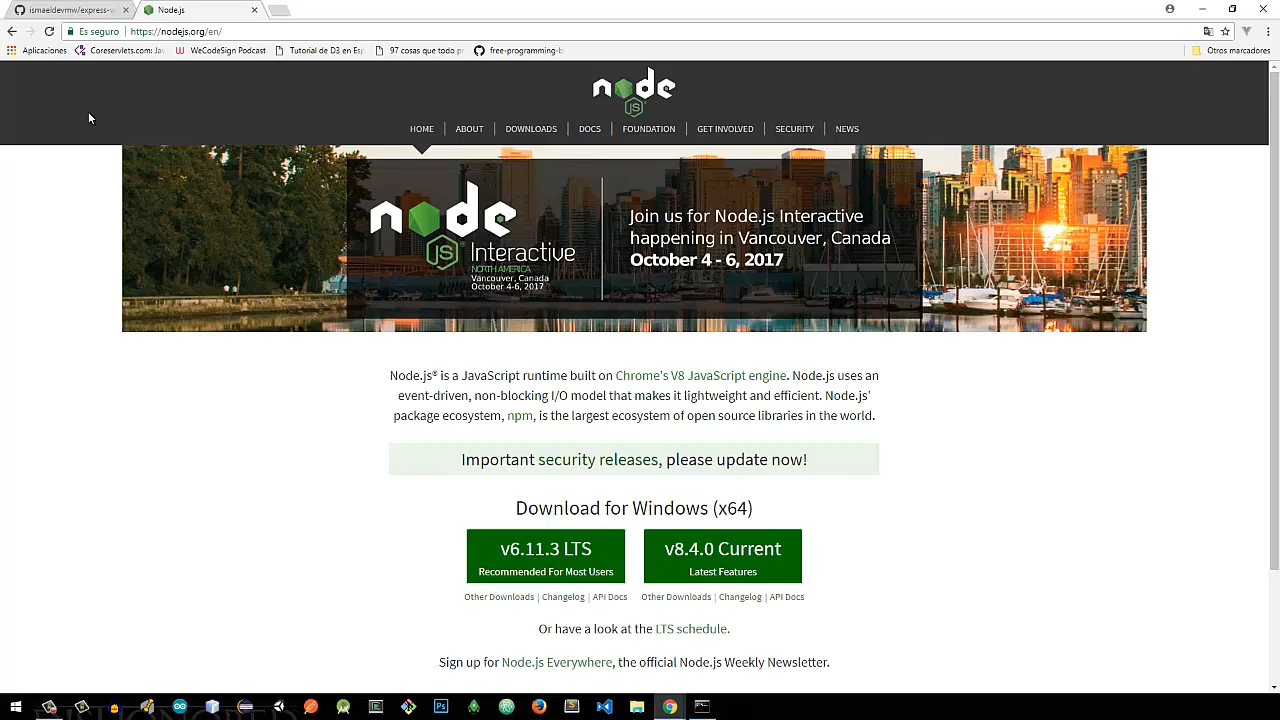 ismaeldevmw/express-v
Node.js
Es seguro | https://nodejs.org/en/
Aplicaciones
Coreservlets.com: Jav
WeCodeSign Podcast
Tutorial de D3 en Esp
97 cosas que todo p
free-programming-b
Otros marcadores
node
JS
HOME
ABOUT
DOWNLOADS
DOCS
FOUNDATION
GET INVOLVED
SECURITY
NEWS
node
JS Interactive
NORTH AMERICA
Vancouver, Canada
October 4-6, 2017
Join us for Node.js Interactive
happening in Vancouver, Canada
October 4 - 6, 2017
Node.js® is a JavaScript runtime built on Chrome's V8 JavaScript engine. Node.js uses an
event-driven, non-blocking I/O model that makes it lightweight and efficient. Node.js'
package ecosystem, npm, is the largest ecosystem of open source libraries in the world.
Important security releases, please update now!
Download for Windows (x64)
v6.11.3 LTS
Recommended For Most Users
v8.4.0 Current
Latest Features
Other Downloads | Changelog | API Docs
Other Downloads | Changelog | API Docs
Or have a look at the LTS schedule.
Sign up for Node.js Everywhere, the official Node.js Weekly Newsletter.